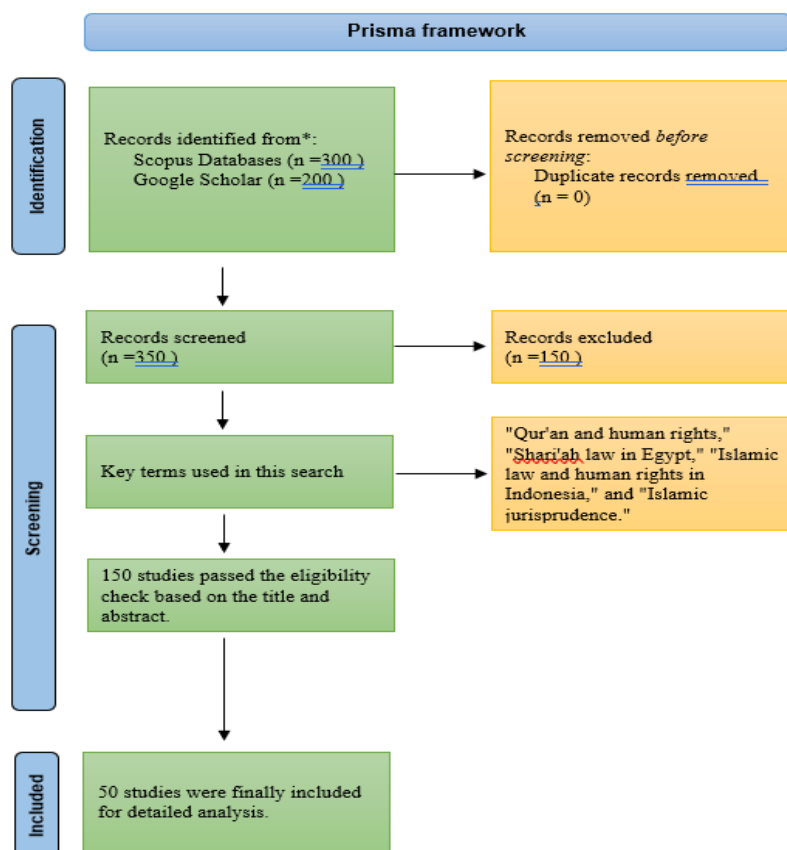 Prisma framework
Identification
Records identified from*:
Scopus Databases (n =300 )
Google Scholar (n =200 )
Records removed before
screening:
Duplicate records removed
(n = 0)
Screening
Records screened
(n =350 )
Records excluded
(n =150 )
Key terms used in this search
"Qur'an and human rights,"
"Shari'ah law in Egypt," "Islamic
law and human rights in
Indonesia," and "Islamic
jurisprudence."
150 studies passed the eligibility
check based on the title and
abstract.
Included
50 studies were finally included
for detailed analysis.